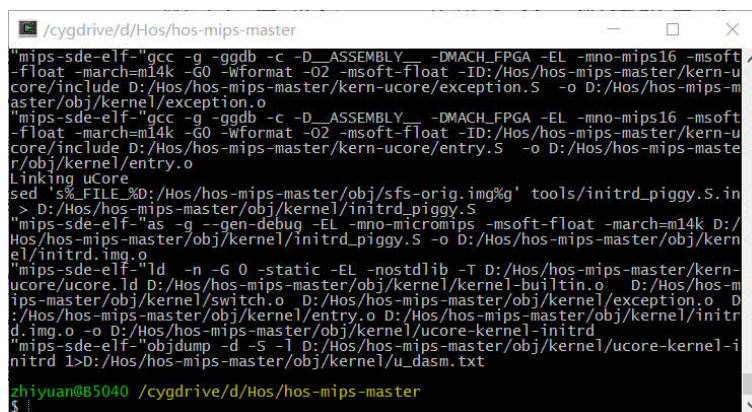 /cygdrive/d/Hos/hos-mips-master
"mips-sde-elf-"gcc -g -ggdb -c -D__ASSEMBLY__ -DMACH_FPGA -EL -mno-mips16 -msoft
-float -march=m14k -G0 -Wformat -O2 -msoft-float -ID:/Hos/hos-mips-master/kern-u
core/include D:/Hos/hos-mips-master/kern-ucore/exception.S  -o D:/Hos/hos-mips-m
aster/obj/kernel/exception.o
"mips-sde-elf-"gcc -g -ggdb -c -D__ASSEMBLY__ -DMACH_FPGA -EL -mno-mips16 -msoft
-float -march=m14k -G0 -Wformat -O2 -msoft-float -ID:/Hos/hos-mips-master/kern-u
core/include D:/Hos/hos-mips-master/kern-ucore/entry.S  -o D:/Hos/hos-mips-maste
r/obj/kernel/entry.o
Linking uCore
sed 's%_FILE_%D:/Hos/hos-mips-master/obj/sfs-orig.img%g' tools/initrd_piggy.S.in
 > D:/Hos/hos-mips-master/obj/kernel/initrd_piggy.S
"mips-sde-elf-"as -g --gen-debug -EL -mno-micromips -msoft-float -march=m14k D:/
Hos/hos-mips-master/obj/kernel/initrd_piggy.S -o D:/Hos/hos-mips-master/obj/kern
el/initrd.img.o
"mips-sde-elf-"ld  -n -G 0 -static -EL -nostdlib -T D:/Hos/hos-mips-master/kern-
ucore/ucore.ld D:/Hos/hos-mips-master/obj/kernel/kernel-builtin.o  D:/Hos/hos-m
ips-master/obj/kernel/switch.o  D:/Hos/hos-mips-master/obj/kernel/exception.o  D
:/Hos/hos-mips-master/obj/kernel/entry.o D:/Hos/hos-mips-master/obj/kernel/initr
d.img.o -o D:/Hos/hos-mips-master/obj/kernel/ucore-kernel-initrd
"mips-sde-elf-"objdump -d -S -l D:/Hos/hos-mips-master/obj/kernel/ucore-kernel-i
nitrd 1>D:/Hos/hos-mips-master/obj/kernel/u_dasm.txt
zhiyuan@B5040 /cygdrive/d/Hos/hos-mips-master
$